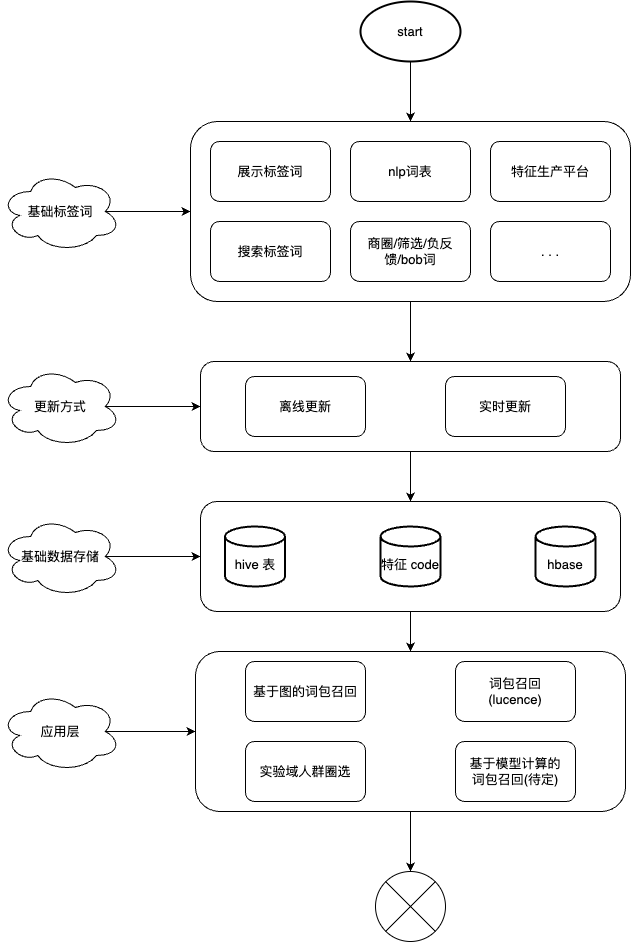 start
展示标签词
nlp词表
特征生产平台
基础标签词
搜索标签词
商圈/筛选/负反
馈/bob词
. . .
更新方式
离线更新
实时更新
基础数据存储
hive 表
特征 code
hbase
基于图的词包召回
词包召回
(lucence)
应用层
实验域人群圈选
基于模型计算的
词包召回(待定)